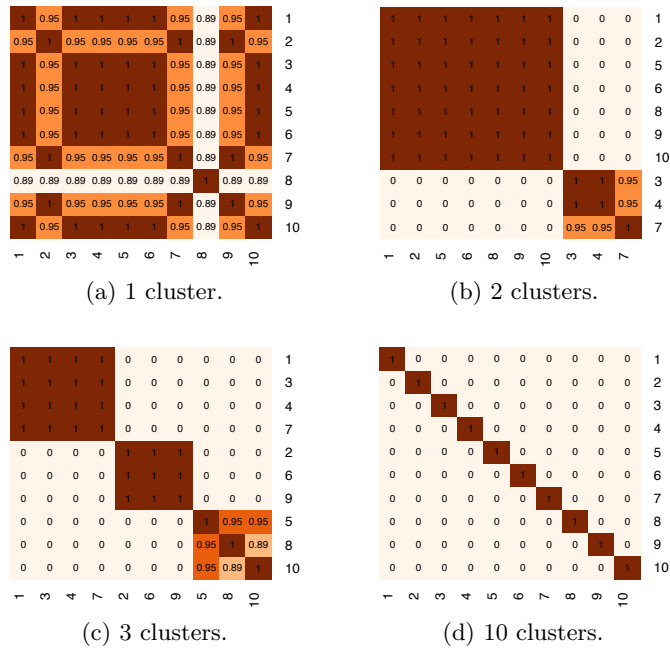 1 0.95 1 1 1 1 0.95 0.89 0.95 1 1
0.95 1 0.95 0.95 0.95 0.95 1 0.89 1 0.95 2
1 0.95 1 1 1 1 0.95 0.89 0.95 1 3
1 0.95 1 1 1 1 0.95 0.89 0.95 1 4
1 0.95 1 1 1 1 0.95 0.89 0.95 1 5
1 0.95 1 1 1 1 0.95 0.89 0.95 1 6
0.95 1 0.95 0.95 0.95 0.95 1 0.89 1 0.95 7
0.89 0.89 0.89 0.89 0.89 0.89 0.89 1 0.89 0.89 8
0.95 1 0.95 0.95 0.95 0.95 1 0.89 1 0.95 9
1 0.95 1 1 1 1 0.95 0.89 0.95 1 10
1 2 3 4 5 6 7 8 9 10
(a) 1 cluster.
1 1 1 1 1 1 1 0 0 0 1
1 1 1 1 1 1 1 0 0 0 2
1 1 1 1 1 1 1 0 0 0 5
1 1 1 1 1 1 1 0 0 0 6
1 1 1 1 1 1 1 0 0 0 8
1 1 1 1 1 1 1 0 0 0 9
1 1 1 1 1 1 1 0 0 0 10
0 0 0 0 0 0 0 1 1 0.95 3
0 0 0 0 0 0 0 1 1 0.95 4
0 0 0 0 0 0 0 0.95 0.95 1 7
1 2 5 6 8 9 10 3 4 7
(b) 2 clusters.
1 1 1 1 0 0 0 0 0 0 1
1 1 1 1 0 0 0 0 0 0 3
1 1 1 1 0 0 0 0 0 0 4
1 1 1 1 0 0 0 0 0 0 7
0 0 0 0 1 1 1 0 0 0 2
0 0 0 0 1 1 1 0 0 0 6
0 0 0 0 1 1 1 0 0 0 9
0 0 0 0 0 0 0 1 0.95 0.95 5
0 0 0 0 0 0 0 0.95 1 0.89 8
0 0 0 0 0 0 0 0.95 0.89 1 10
1 3 4 7 2 6 9 5 8 10
(c) 3 clusters.
1 0 0 0 0 0 0 0 0 0 1
0 1 0 0 0 0 0 0 0 0 2
0 0 1 0 0 0 0 0 0 0 3
0 0 0 1 0 0 0 0 0 0 4
0 0 0 0 1 0 0 0 0 0 5
0 0 0 0 0 1 0 0 0 0 6
0 0 0 0 0 0 1 0 0 0 7
0 0 0 0 0 0 0 1 0 0 8
0 0 0 0 0 0 0 0 1 0 9
0 0 0 0 0 0 0 0 0 1 10
1 2 3 4 5 6 7 8 9 10
(d) 10 clusters.